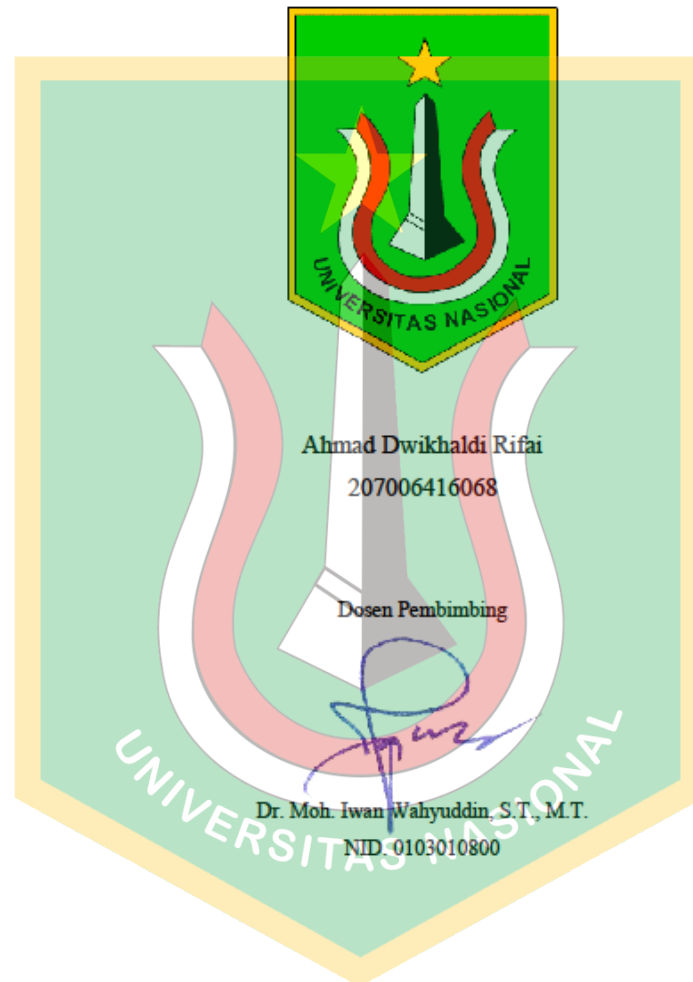 UNIVERSITAS NASIONAL
Ahmad Dwikhaldi Rifai
207006416068
Dosen Pembimbing
Dr. Moh. Iwan Wahyuddin, S.T., M.T.
NID. 0103010800
UNIVERSITAS NASIONAL